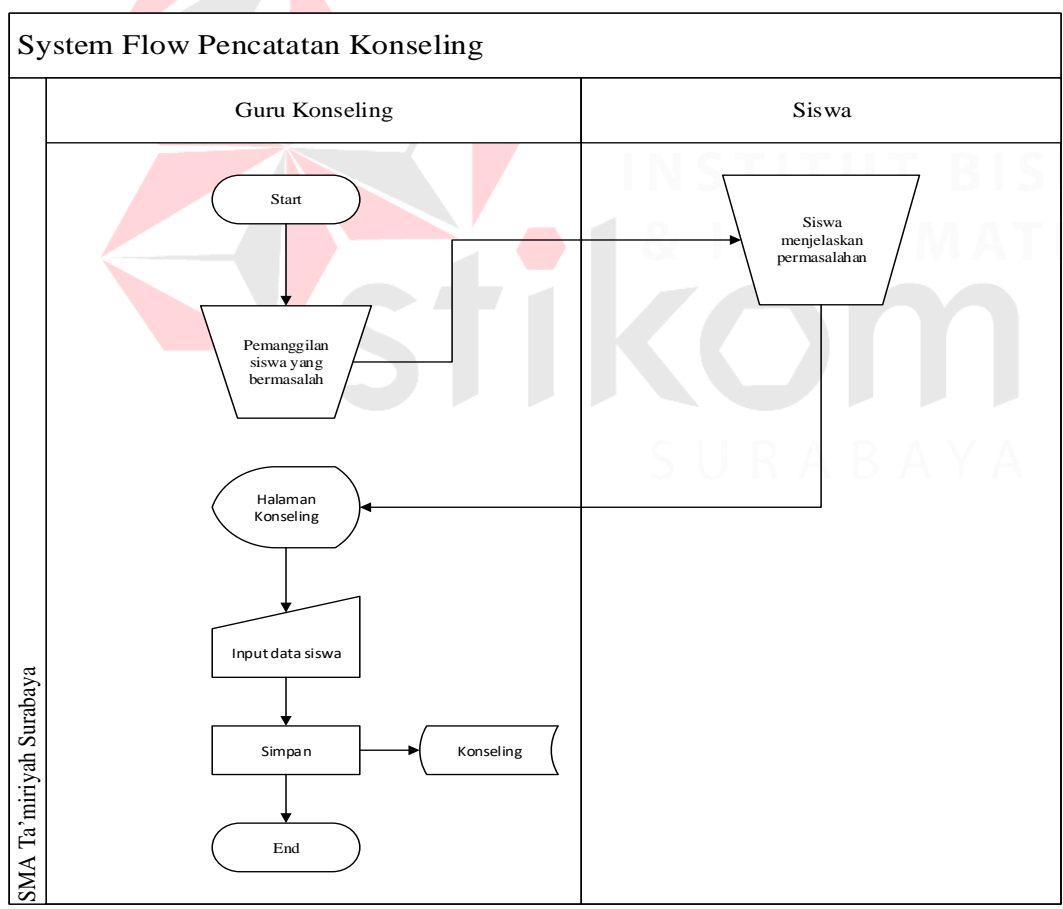 System Flow Pencatatan Konseling
Guru Konseling
Siswa
Start
Siswa
menjelaskan
permasalahan
Pemanggilan
siswa yang
bermasalah
Halaman
Konseling
Input data siswa
Simpan
Konseling
End
SMA Ta’miriyah Surabaya
INSTITUT BIS
stikom
SURABAYA